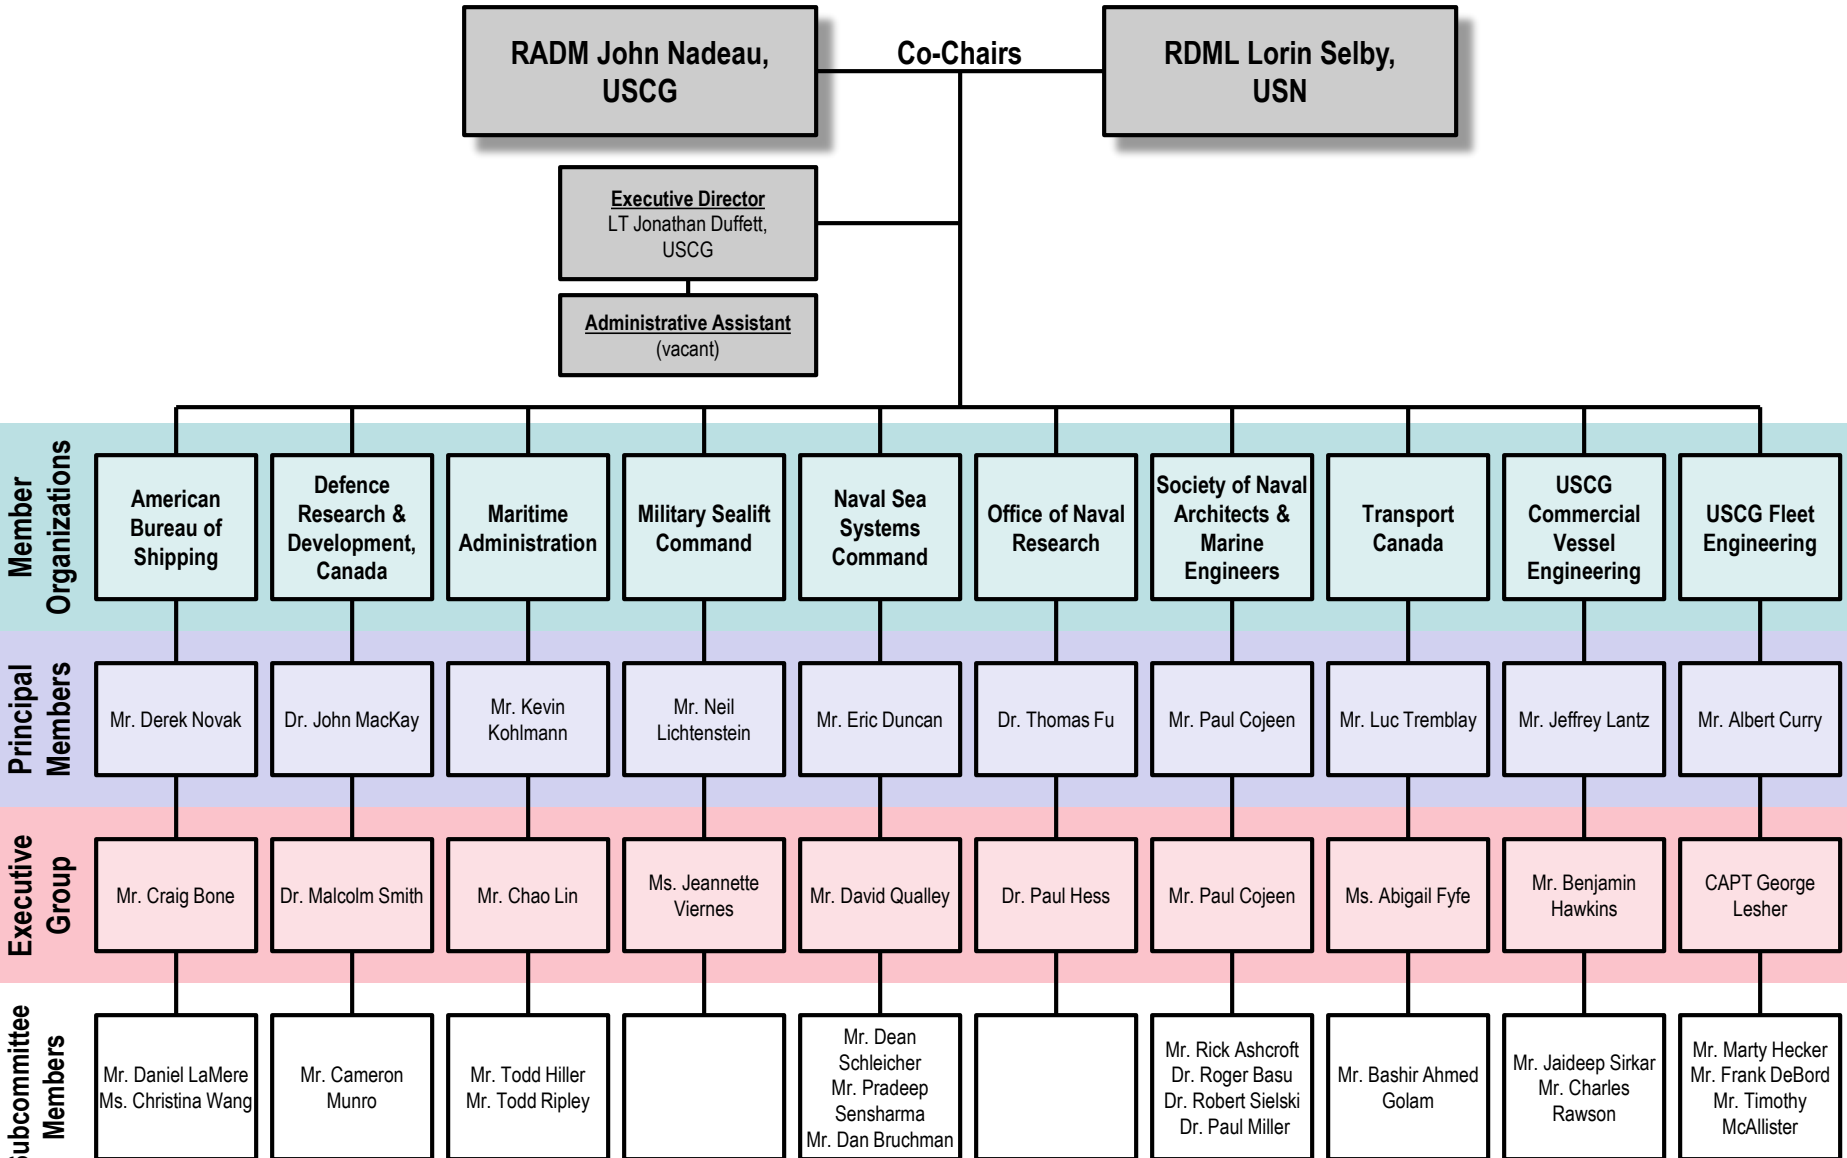 RADM John Nadeau,
USCG
Co-Chairs
RDML Lorin Selby,
USN
Executive Director
LT Jonathan Duffett,
USCG
Administrative Assistant
(vacant)
Member
Organizations
American
Bureau of
Shipping
Defence
Research &
Development,
Canada
Maritime
Administration
Military Sealift
Command
Naval Sea
Systems
Command
Office of Naval
Research
Society of Naval
Architects &
Marine
Engineers
Transport
Canada
USCG
Commercial
Vessel
Engineering
USCG Fleet
Engineering
Principal
Members
Mr. Derek Novak
Dr. John MacKay
Mr. Kevin
Kohlmann
Mr. Neil
Lichtenstein
Mr. Eric Duncan
Dr. Thomas Fu
Mr. Paul Cojeen
Mr. Luc Tremblay
Mr. Jeffrey Lantz
Mr. Albert Curry
Executive
Group
Mr. Craig Bone
Dr. Malcolm Smith
Mr. Chao Lin
Ms. Jeannette
Viernes
Mr. David Qualley
Dr. Paul Hess
Mr. Paul Cojeen
Ms. Abigail Fyfe
Mr. Benjamin
Hawkins
CAPT George
Lesher
Subcommittee
Members
Mr. Daniel LaMere
Ms. Christina Wang
Mr. Cameron
Munro
Mr. Todd Hiller
Mr. Todd Ripley
Mr. Dean
Schleicher
Mr. Pradeep
Sensharma
Mr. Dan Bruchman
Mr. Rick Ashcroft
Dr. Roger Basu
Dr. Robert Sielski
Dr. Paul Miller
Mr. Bashir Ahmed
Golam
Mr. Jaideep Sirkar
Mr. Charles
Rawson
Mr. Marty Hecker
Mr. Frank DeBord
Mr. Timothy
McAllister